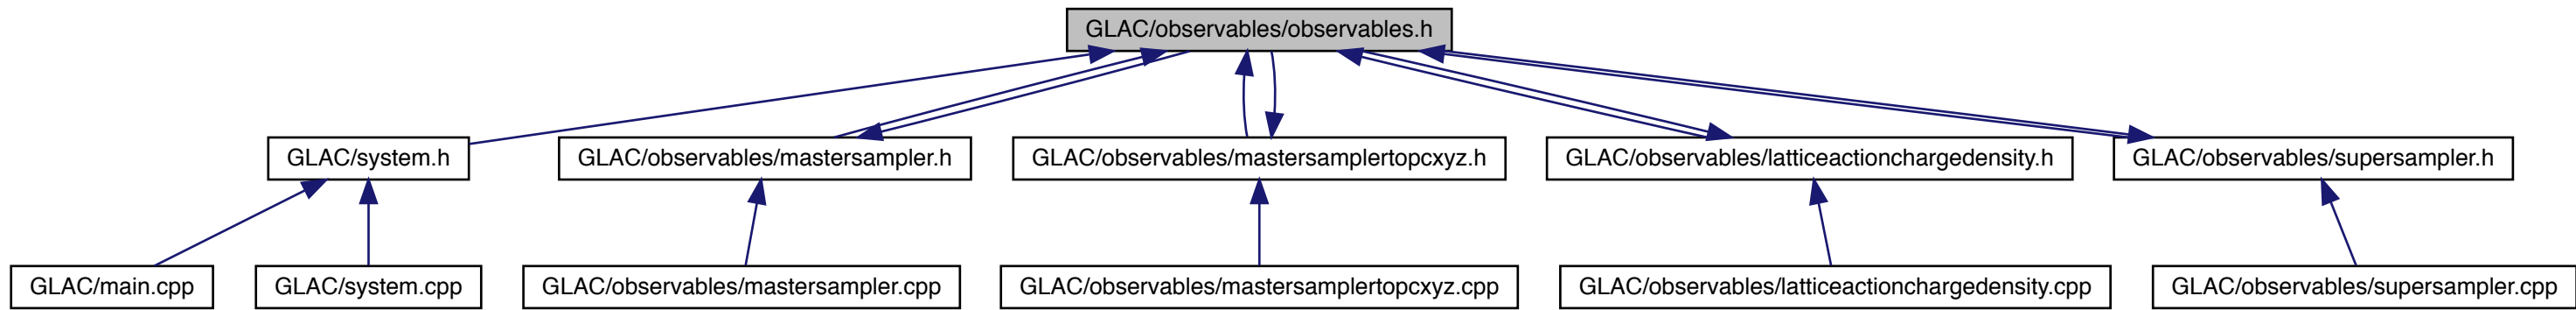 GLAC/observables/observables.h
GLAC/system.h
GLAC/observables/mastersampler.h
GLAC/observables/mastersamplertopcxyz.h
GLAC/observables/latticeactionchargedensity.h
GLAC/observables/supersampler.h
GLAC/main.cpp
GLAC/system.cpp
GLAC/observables/mastersampler.cpp
GLAC/observables/mastersamplertopcxyz.cpp
GLAC/observables/latticeactionchargedensity.cpp
GLAC/observables/supersampler.cpp